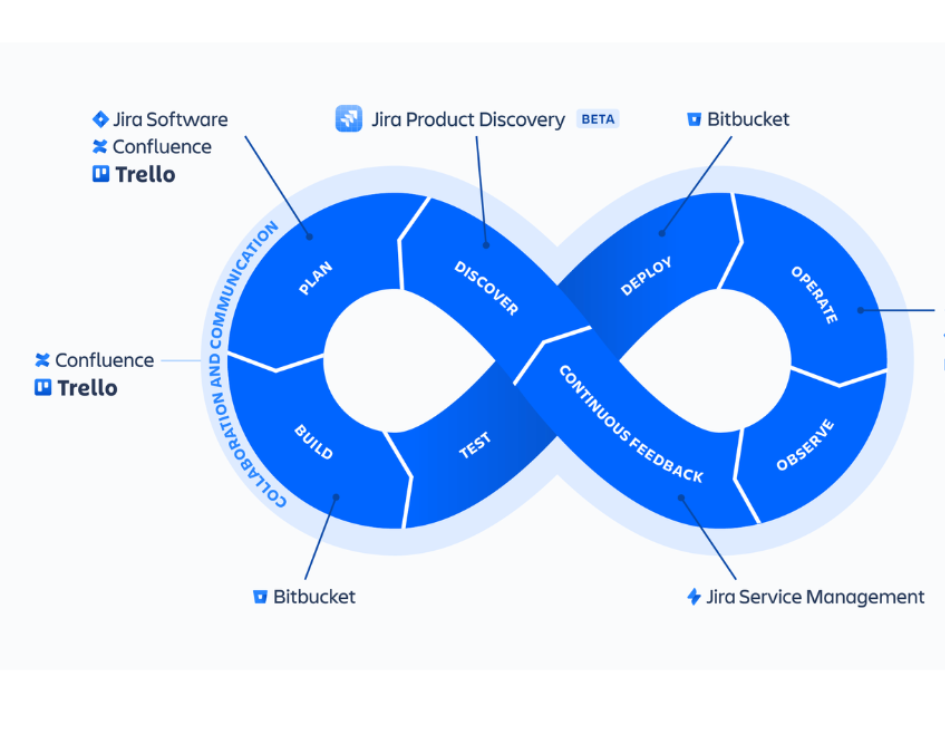 Jira Software
Confluence
Trello
Jira Product Discovery BETA
Bitbucket
COLLABORATION AND COMMUNICATION
PLAN
DISCOVER
DEPLOY
OPERATE
Confluence
Trello
BUILD
TEST
CONTINUOUS FEEDBACK
OBSERVE
Bitbucket
Jira Service Management